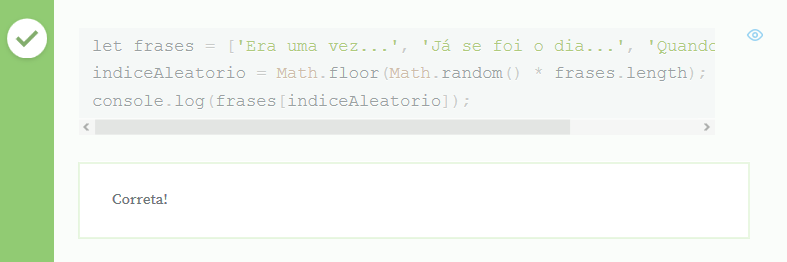 let frases = ['Era uma vez...', 'Já se foi o dia...', 'Quando
indiceAleatorio = Math.floor(Math.random() * frases.length);
console.log(frases[indiceAleatorio]);
Correta!